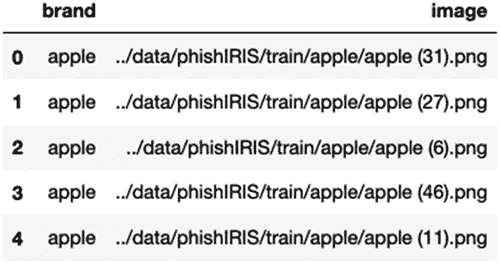 brand image
0 apple ../data/phishIRIS/train/apple/apple (31).png
1 apple ../data/phishIRIS/train/apple/apple (27).png
2 apple ../data/phishIRIS/train/apple/apple (6).png
3 apple ../data/phishIRIS/train/apple/apple (46).png
4 apple ../data/phishIRIS/train/apple/apple (11).png